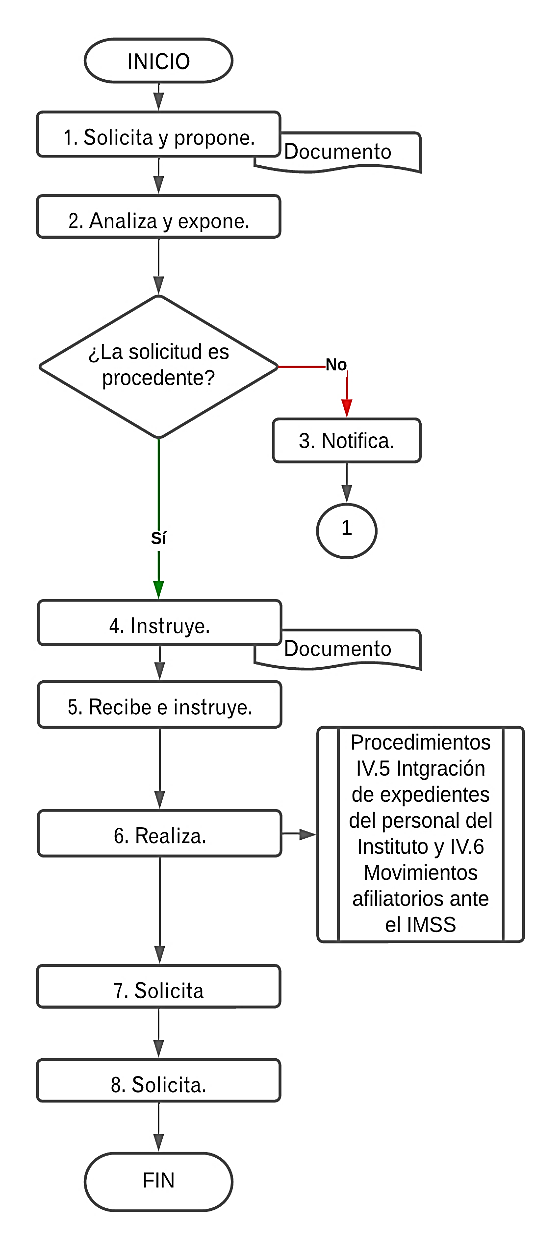 INICIO
1. Solicita y propone.
Documento
2. Analiza y expone.
¿La solicitud es
procedente?
No
3. Notifica.
1
Sí
4. Instruye.
Documento
5. Recibe e instruye.
6. Realiza.
Procedimientos
IV.5 Intgración
de expedientes
del personal del
Instituto y IV.6
Movimientos
afiliatorios ante
el IMSS
7. Solicita
8. Solicita.
FIN